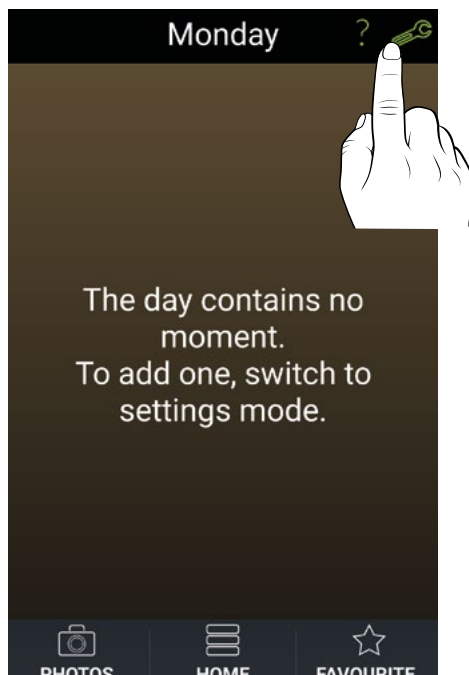 Monday ?
The day contains no
moment.
To add one, switch to
settings mode.
PHOTOS HOME FAVOURITE